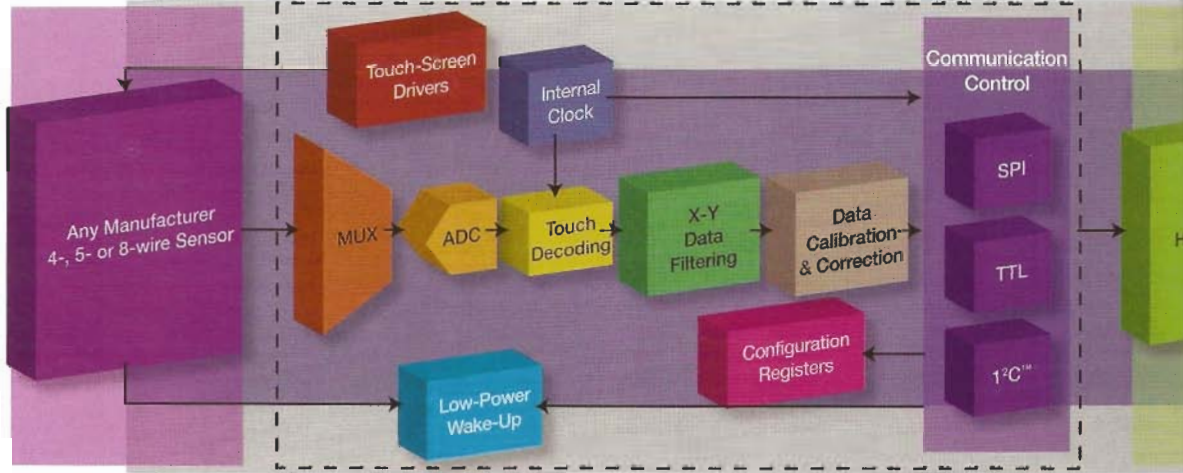 Touch-Screen
Drivers
Internal
Clock
Communication
Control
Any Manufacturer
4-, 5- or 8-wire Sensor
MUX
ADC
Touch
Decoding
X-Y
Data
Filtering
Data
Calibration
& Correction
SPI
TTL
1²C™
Configuration
Registers
Low-Power
Wake-Up
H